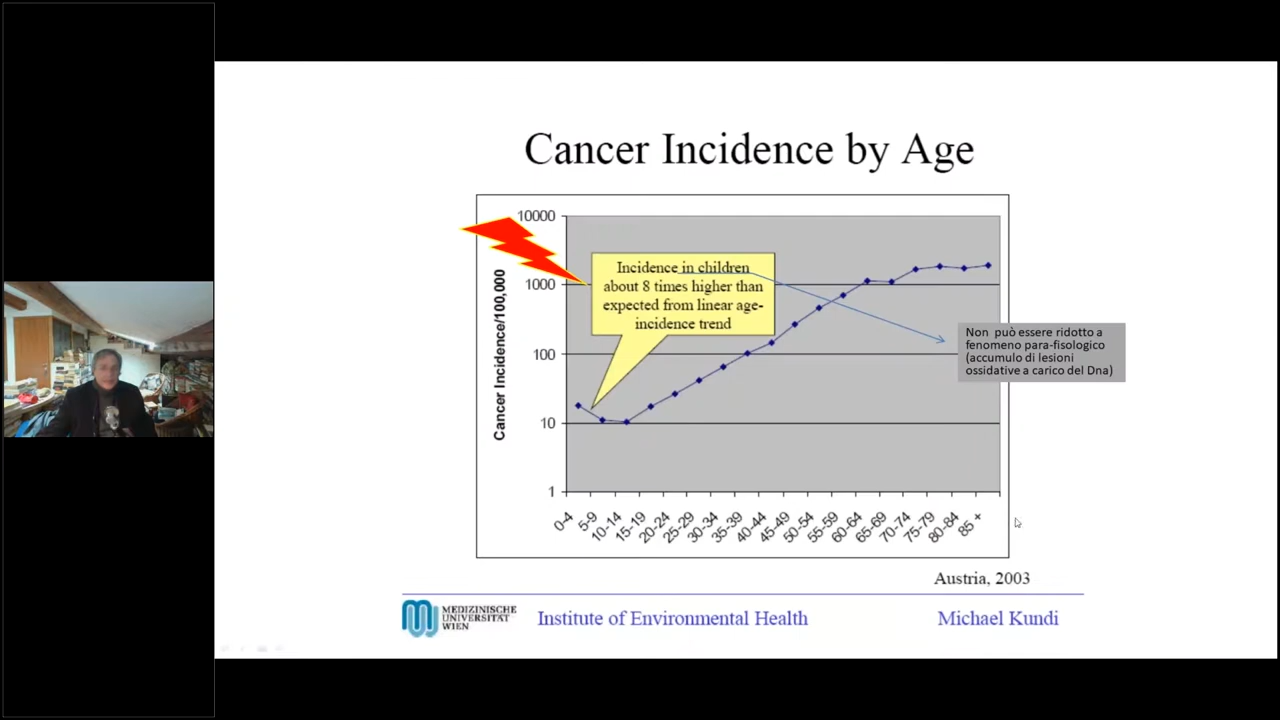 Cancer Incidence by Age
10000
1000
100
10
1
Cancer Incidence/100,000
Incidence in children
about 8 times higher than
expected from linear age-
incidence trend
Non può essere ridotto a
fenomeno para-fisologico
(accumulo di lesioni
ossidative a carico del Dna)
0-4
5-9
10-14
15-19
20-24
25-29
30-34
35-39
40-44
45-49
50-54
55-59
60-64
65-69
70-74
75-79
80-84
85 +
Austria, 2003
MEDIZINISCHE
UNIVERSITÄT
WIEN
Institute of Environmental Health
Michael Kundi